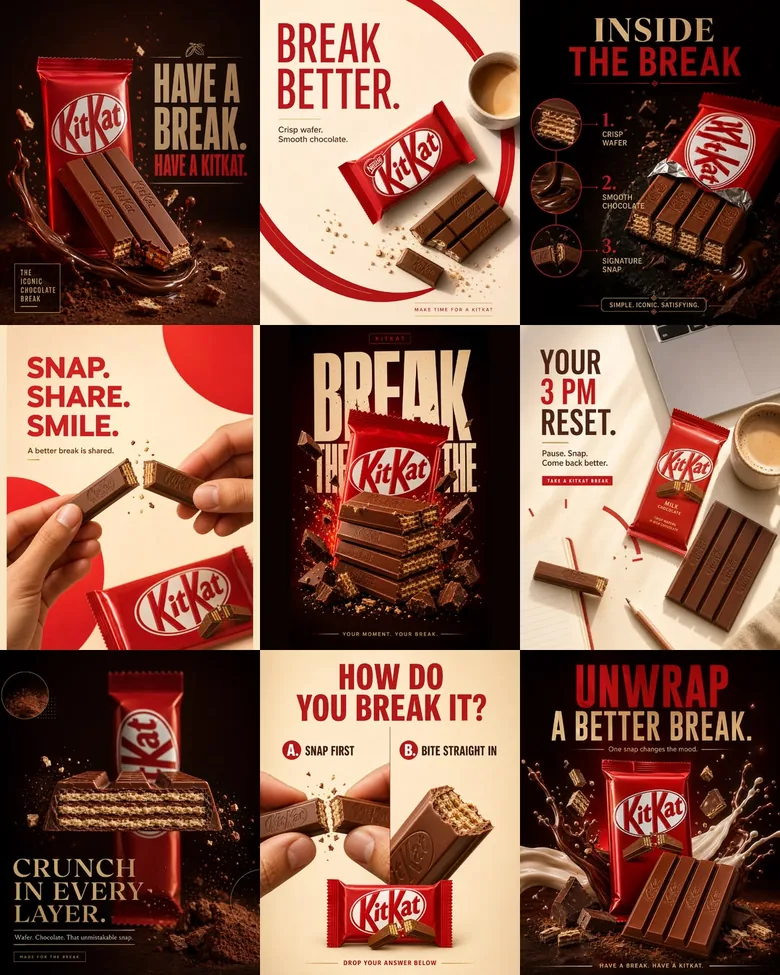 HAVE A
BREAK.
HAVE A KITKAT.
KitKat
THE
ICONIC
CHOCOLATE
BREAK
BREAK
BETTER.
Crisp wafer.
Smooth chocolate.
Nestlé
KitKat
MAKE TIME FOR A KITKAT
INSIDE
THE BREAK
1.
CRISP
WAFER
2.
SMOOTH
CHOCOLATE
3.
SIGNATURE
SNAP
KitKat
SIMPLE. ICONIC. SATISFYING.
SNAP.
SHARE.
SMILE.
A better break is shared.
KitKat
KITKAT
BREAK
THE
THE
KitKat
YOUR MOMENT. YOUR BREAK.
YOUR
3 PM
RESET.
Pause. Snap.
Come back better.
TAKE A KITKAT BREAK
KitKat
MILK
CHOCOLATE
KitKat
CRUNCH
IN EVERY
LAYER.
Wafer. Chocolate. That unmistakable snap.
MADE FOR THE BREAK
HOW DO
YOU BREAK IT?
A. SNAP FIRST
B. BITE STRAIGHT IN
KitKat
DROP YOUR ANSWER BELOW
UNWRAP
A BETTER BREAK.
One snap changes the mood.
KitKat
HAVE A BREAK. HAVE A KITKAT.